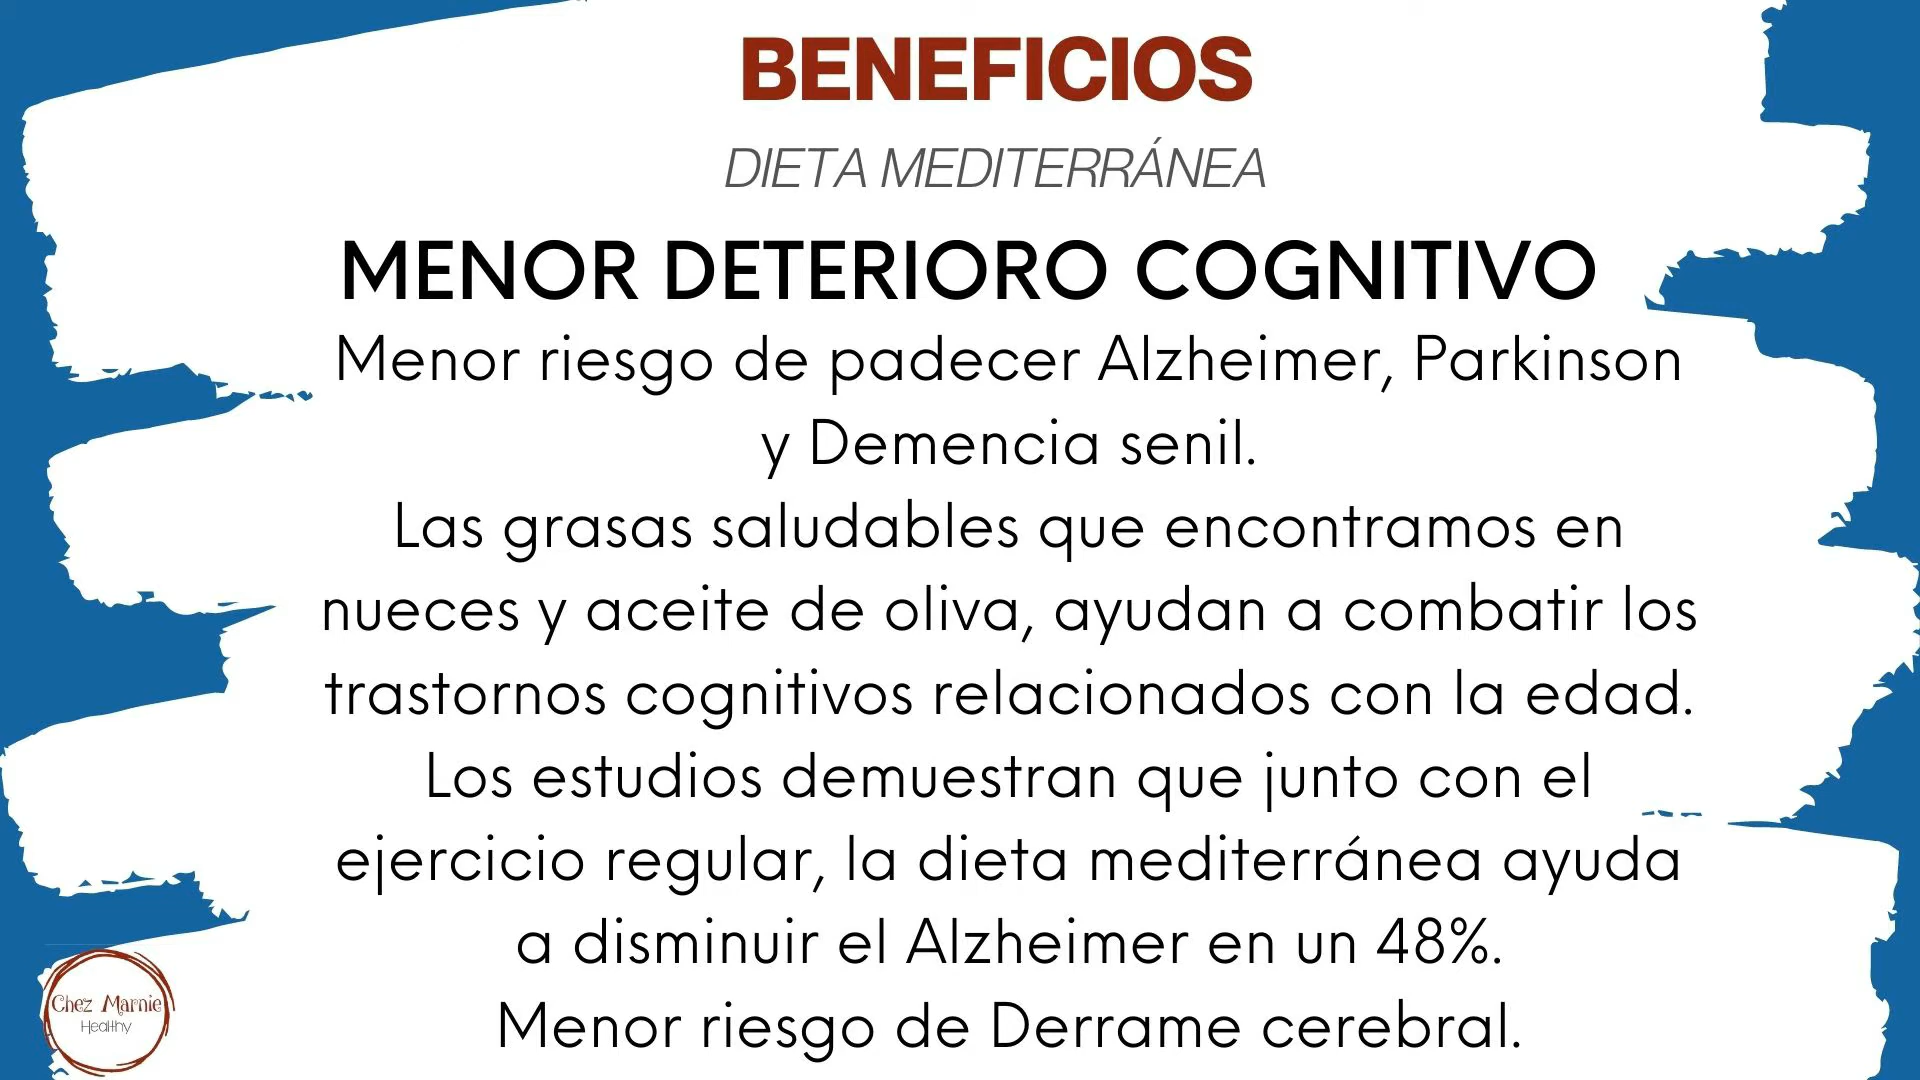 BENEFICIOS
DIETA MEDITERRÁNEA
MENOR DETERIORO COGNITIVO
Menor riesgo de padecer Alzheimer, Parkinson
y Demencia senil.
Las grasas saludables que encontramos en
nueces y aceite de oliva, ayudan a combatir los
trastornos cognitivos relacionados con la edad.
Los estudios demuestran que junto con el
ejercicio regular, la dieta mediterránea ayuda
a disminuir el Alzheimer en un 48%.
Menor riesgo de Derrame cerebral.
Chez Marnie
Healthy